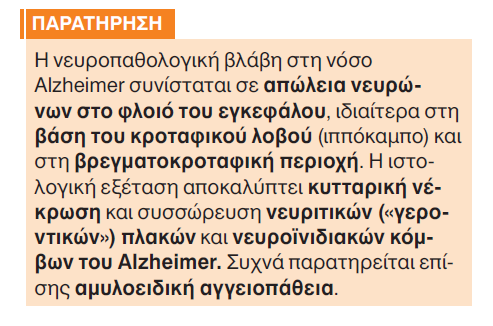 ΠΑΡΑΤΗΡΗΣΗ
Η νευροπαθολογική βλάβη στη νόσο
Alzheimer συνίσταται σε απώλεια νευρώ-
νων στο φλοιό του εγκεφάλου, ιδιαίτερα στη
βάση του κροταφικού λοβού (ιππόκαμπο) και
στη βρεγματοκροταφική περιοχή. Η ιστο-
λογική εξέταση αποκαλύπτει κυτταρική νέ-
κρωση και συσσώρευση νευριτικών («γερο-
ντικών») πλακών και νευροϊνιδιακών κόμ-
βων του Alzheimer. Συχνά παρατηρείται επί-
σης αμυλοειδική αγγειοπάθεια.